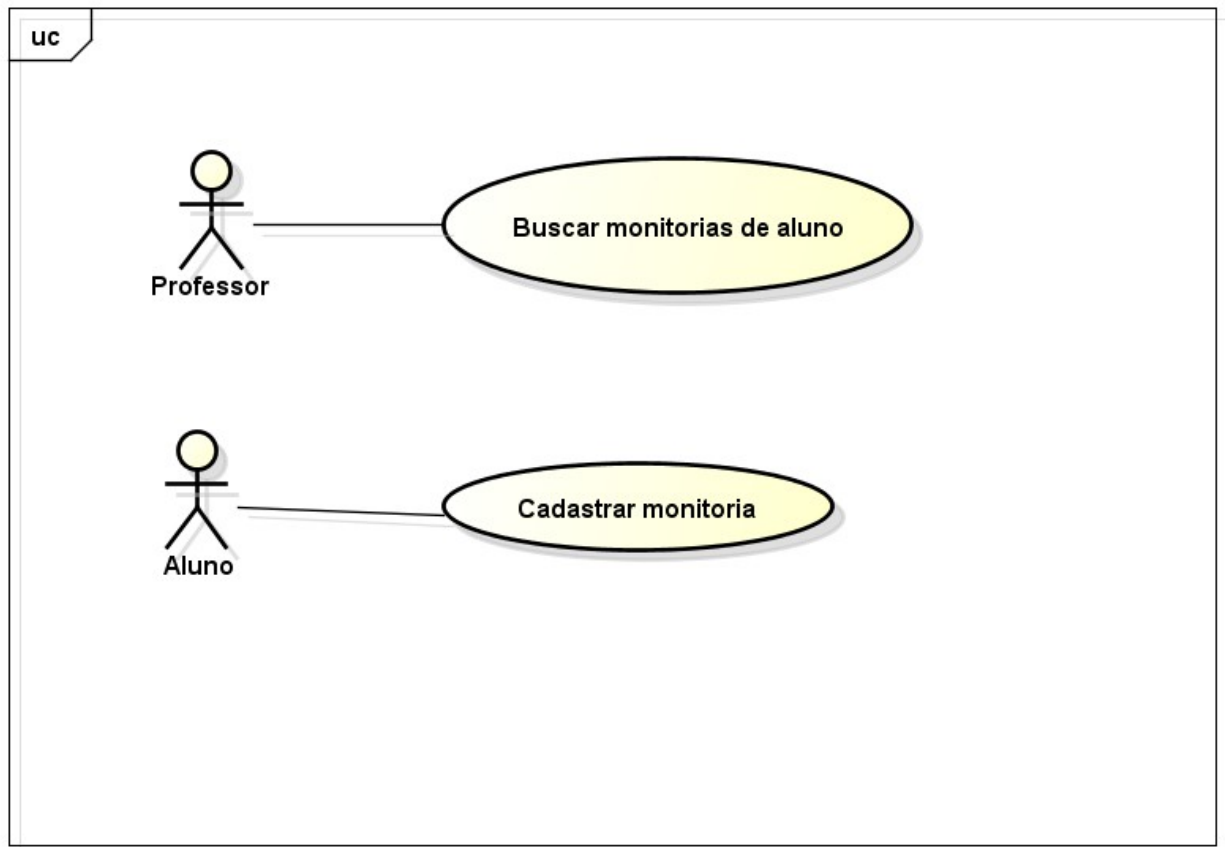 uc
Buscar monitorias de aluno
Professor
Cadastrar monitoria
Aluno